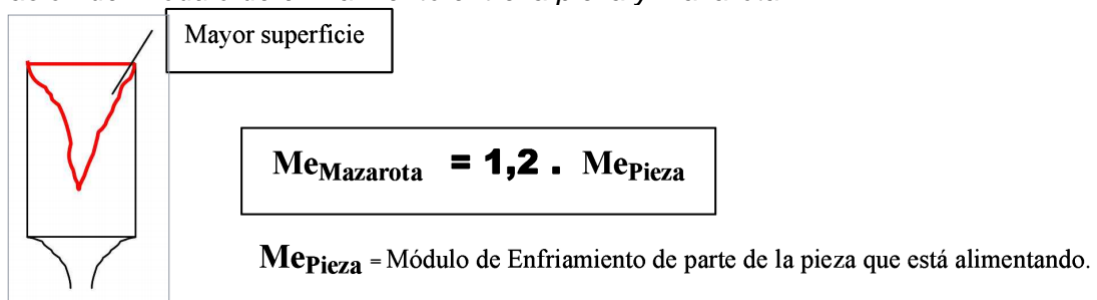 Mayor superficie
Me Mazarota = 1,2 . Me Pieza
Me Pieza = Módulo de Enfriamiento de parte de la pieza que está alimentando.